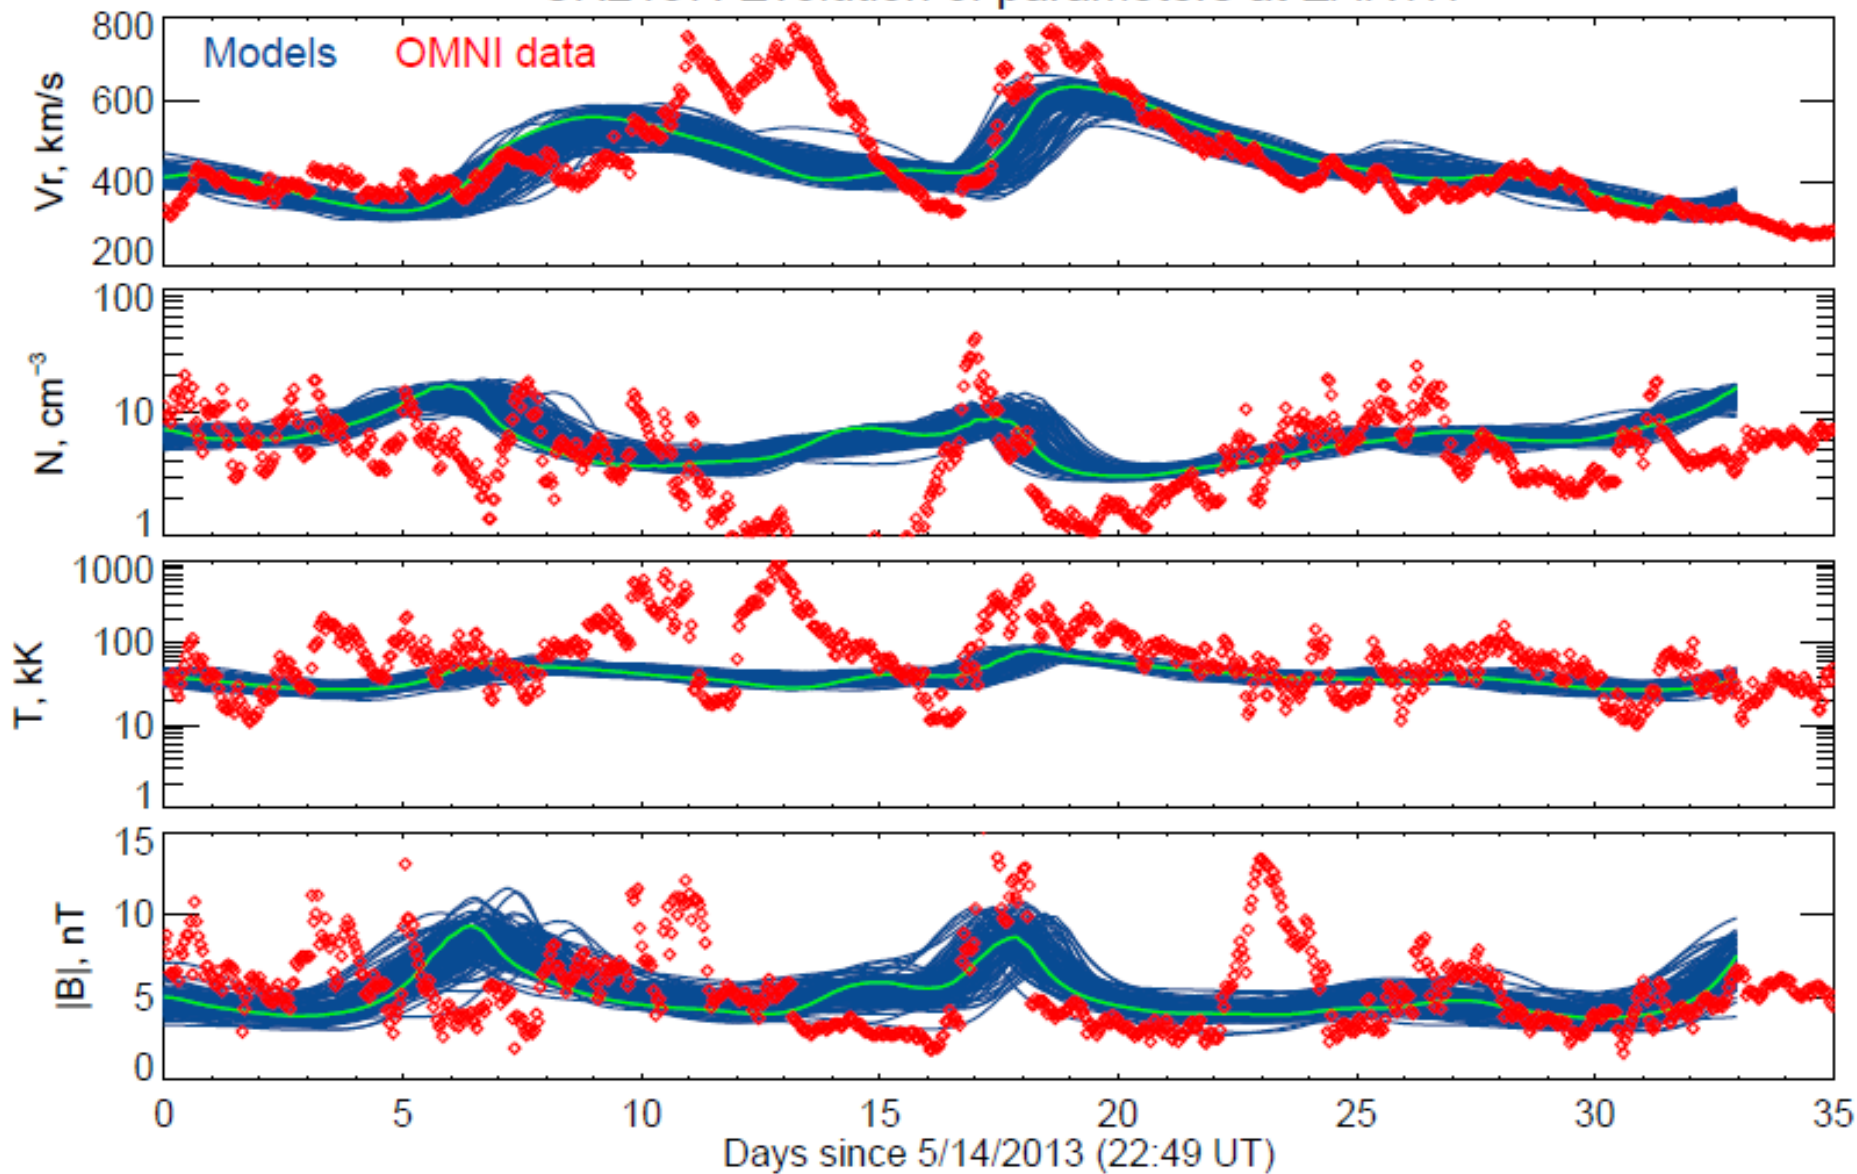 Models OMNI data
Vr, km/s
800
600
400
200
N, cm⁻³
100
10
1
T, kK
1000
100
10
1
|B|, nT
15
10
5
0
0 5 10 15 20 25 30 35
Days since 5/14/2013 (22:49 UT)